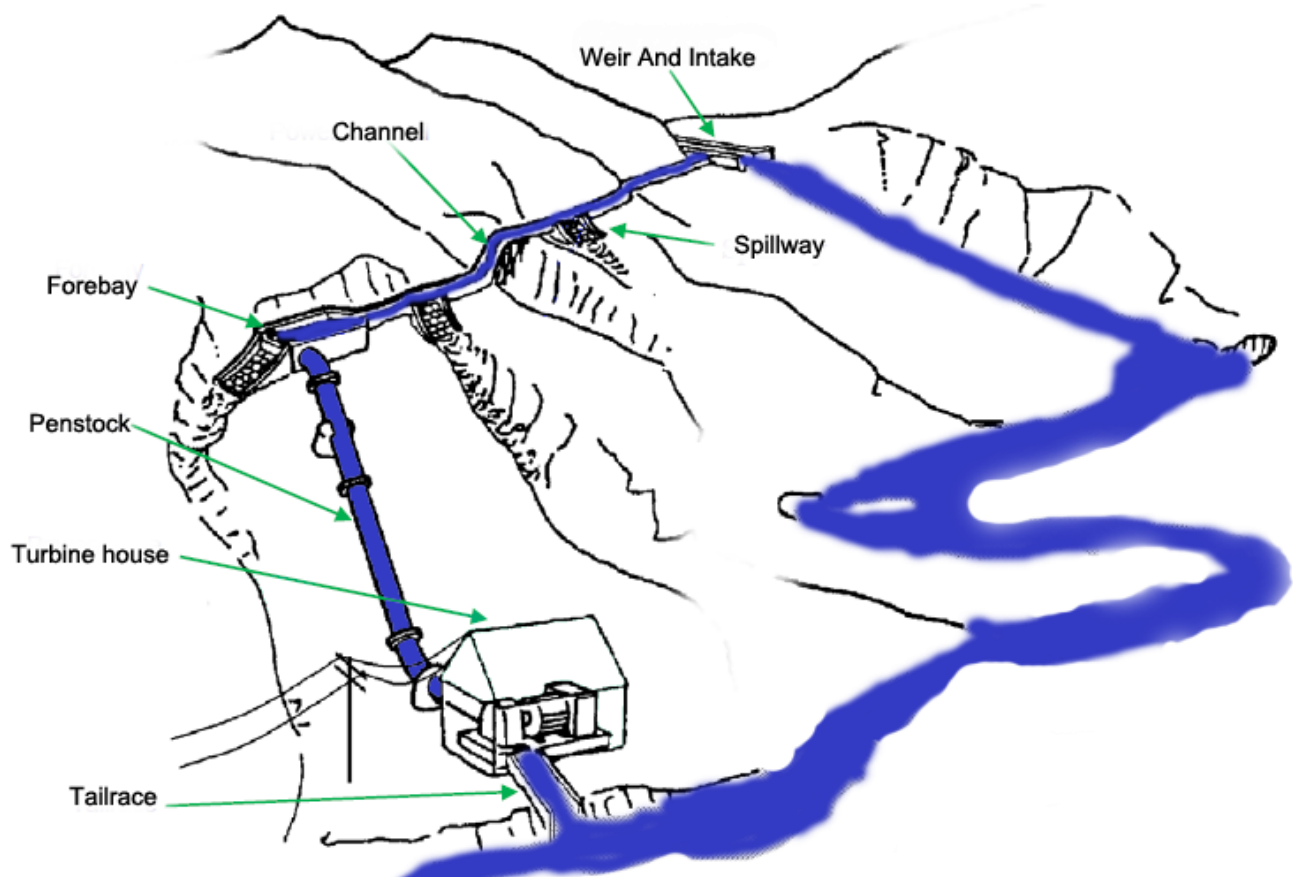 Weir And Intake
Channel
Spillway
Forebay
Penstock
Turbine house
Tailrace